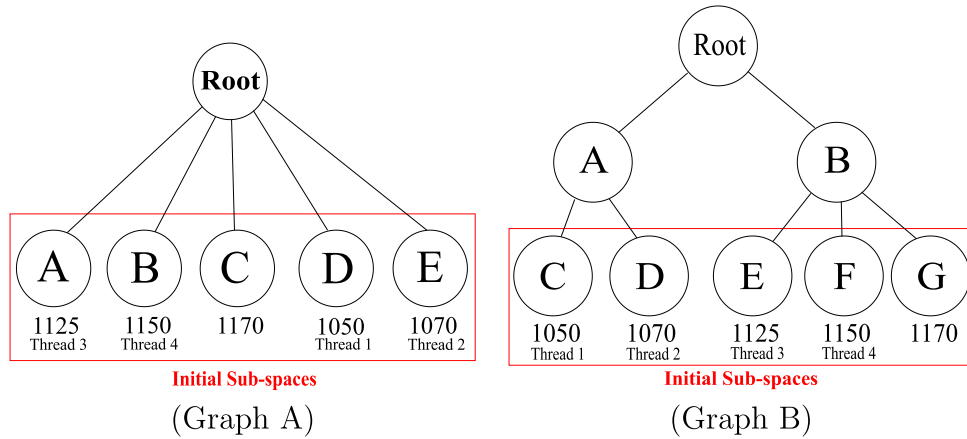 Root
A B C D E
1125 1150 1170 1050 1070
Thread 3 Thread 4 Thread 1 Thread 2
Initial Sub-spaces
(Graph A)
Root
A B
C D E F G
1050 1070 1125 1150 1170
Thread 1 Thread 2 Thread 3 Thread 4
Initial Sub-spaces
(Graph B)